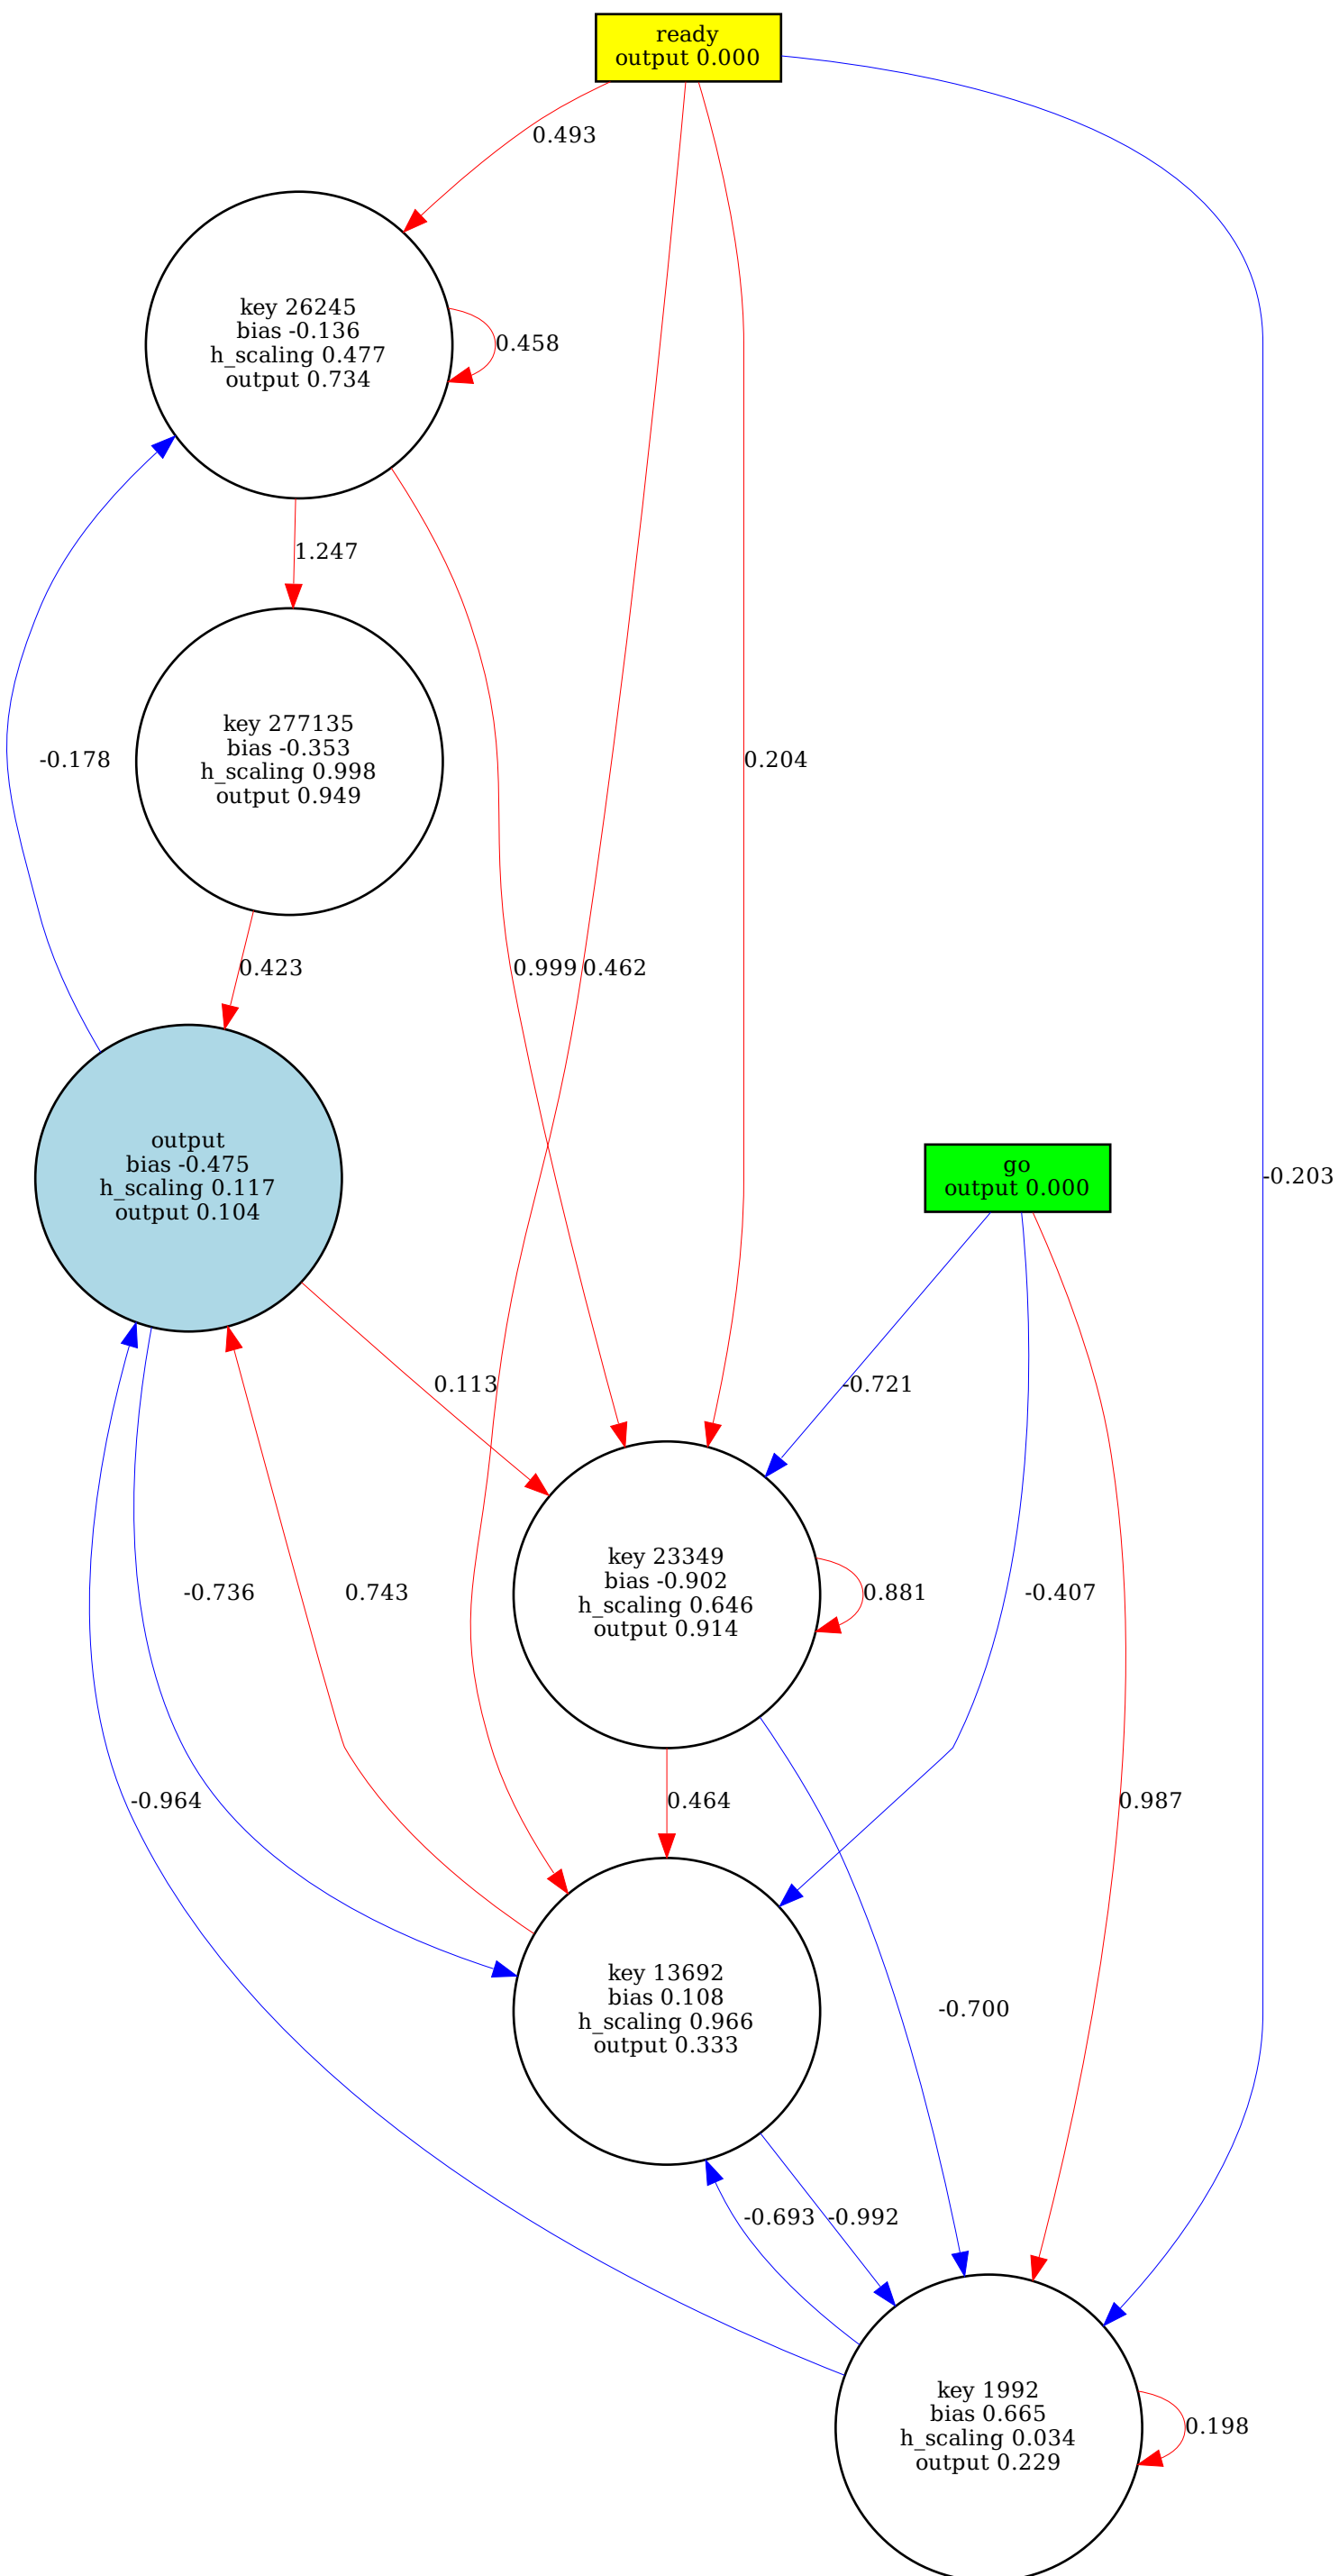 ready
output 0.000
0.493
key 26245
bias -0.136
h_scaling 0.477
output 0.734
0.458
1.247
key 277135
bias -0.353
h_scaling 0.998
output 0.949
-0.178
0.204
0.423
0.999
0.462
output
bias -0.475
h_scaling 0.117
output 0.104
go
output 0.000
-0.203
0.113
-0.721
key 23349
bias -0.902
h_scaling 0.646
output 0.914
-0.736
0.743
0.881
-0.407
-0.964
0.464
0.987
key 13692
bias 0.108
h_scaling 0.966
output 0.333
-0.700
-0.693
-0.992
key 1992
bias 0.665
h_scaling 0.034
output 0.229
0.198